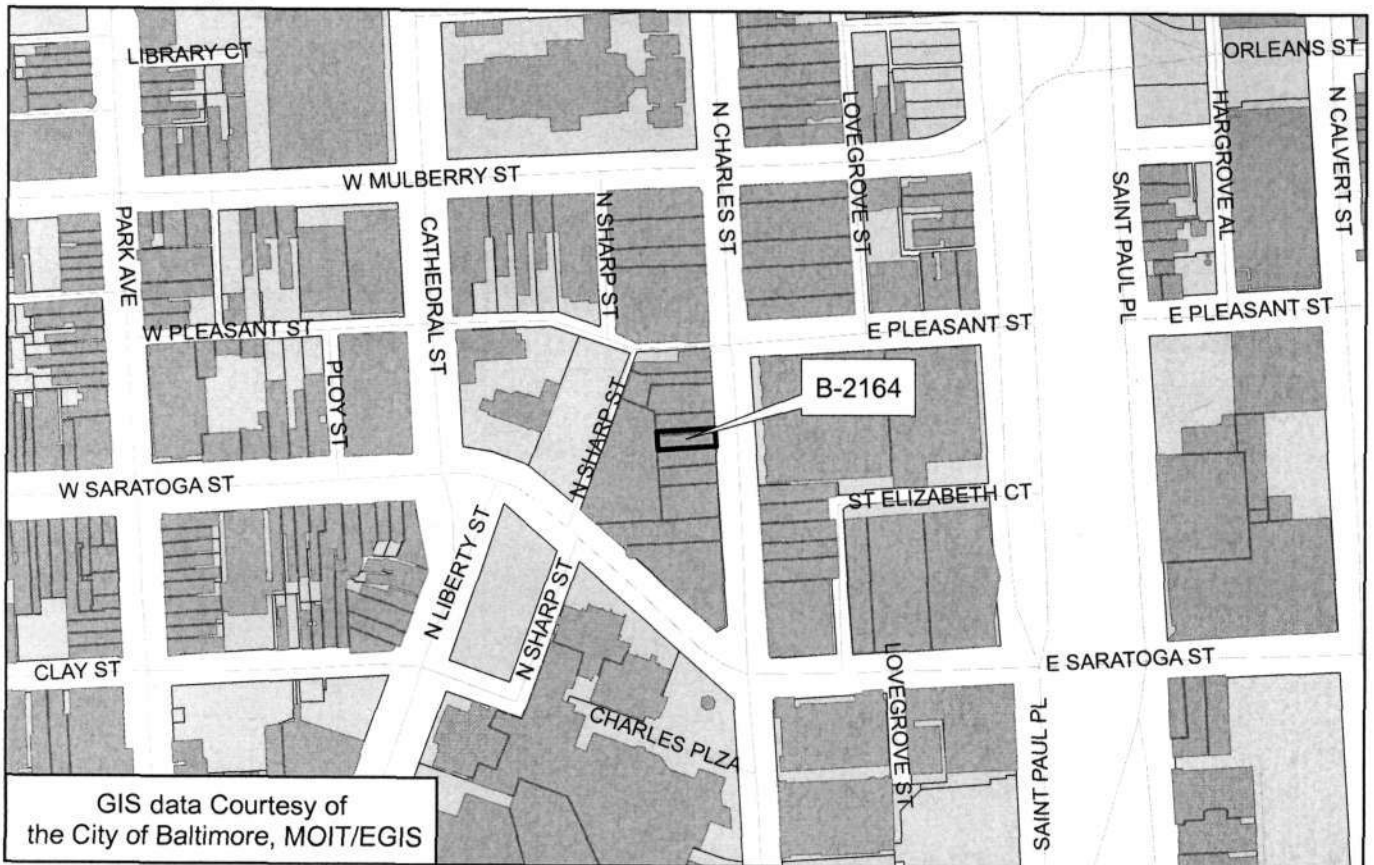 LIBRARY CT
ORLEANS ST
W MULBERRY ST
N CHARLES ST
LOVEGROVE ST
HARGROVE AL
N CALVERT ST
PARK AVE
CATHEDRAL ST
N SHARP ST
SAINT PAUL PL
W PLEASANT ST
E PLEASANT ST
E PLEASANT ST
PLOY ST
N SHARP ST
B-2164
W SARATOGA ST
ST ELIZABETH CT
N LIBERTY ST
N SHARP ST
CLAY ST
E SARATOGA ST
LOVEGROVE ST
CHARLES PLZA
SAINT PAUL PL
GIS data Courtesy of
the City of Baltimore, MOIT/EGIS